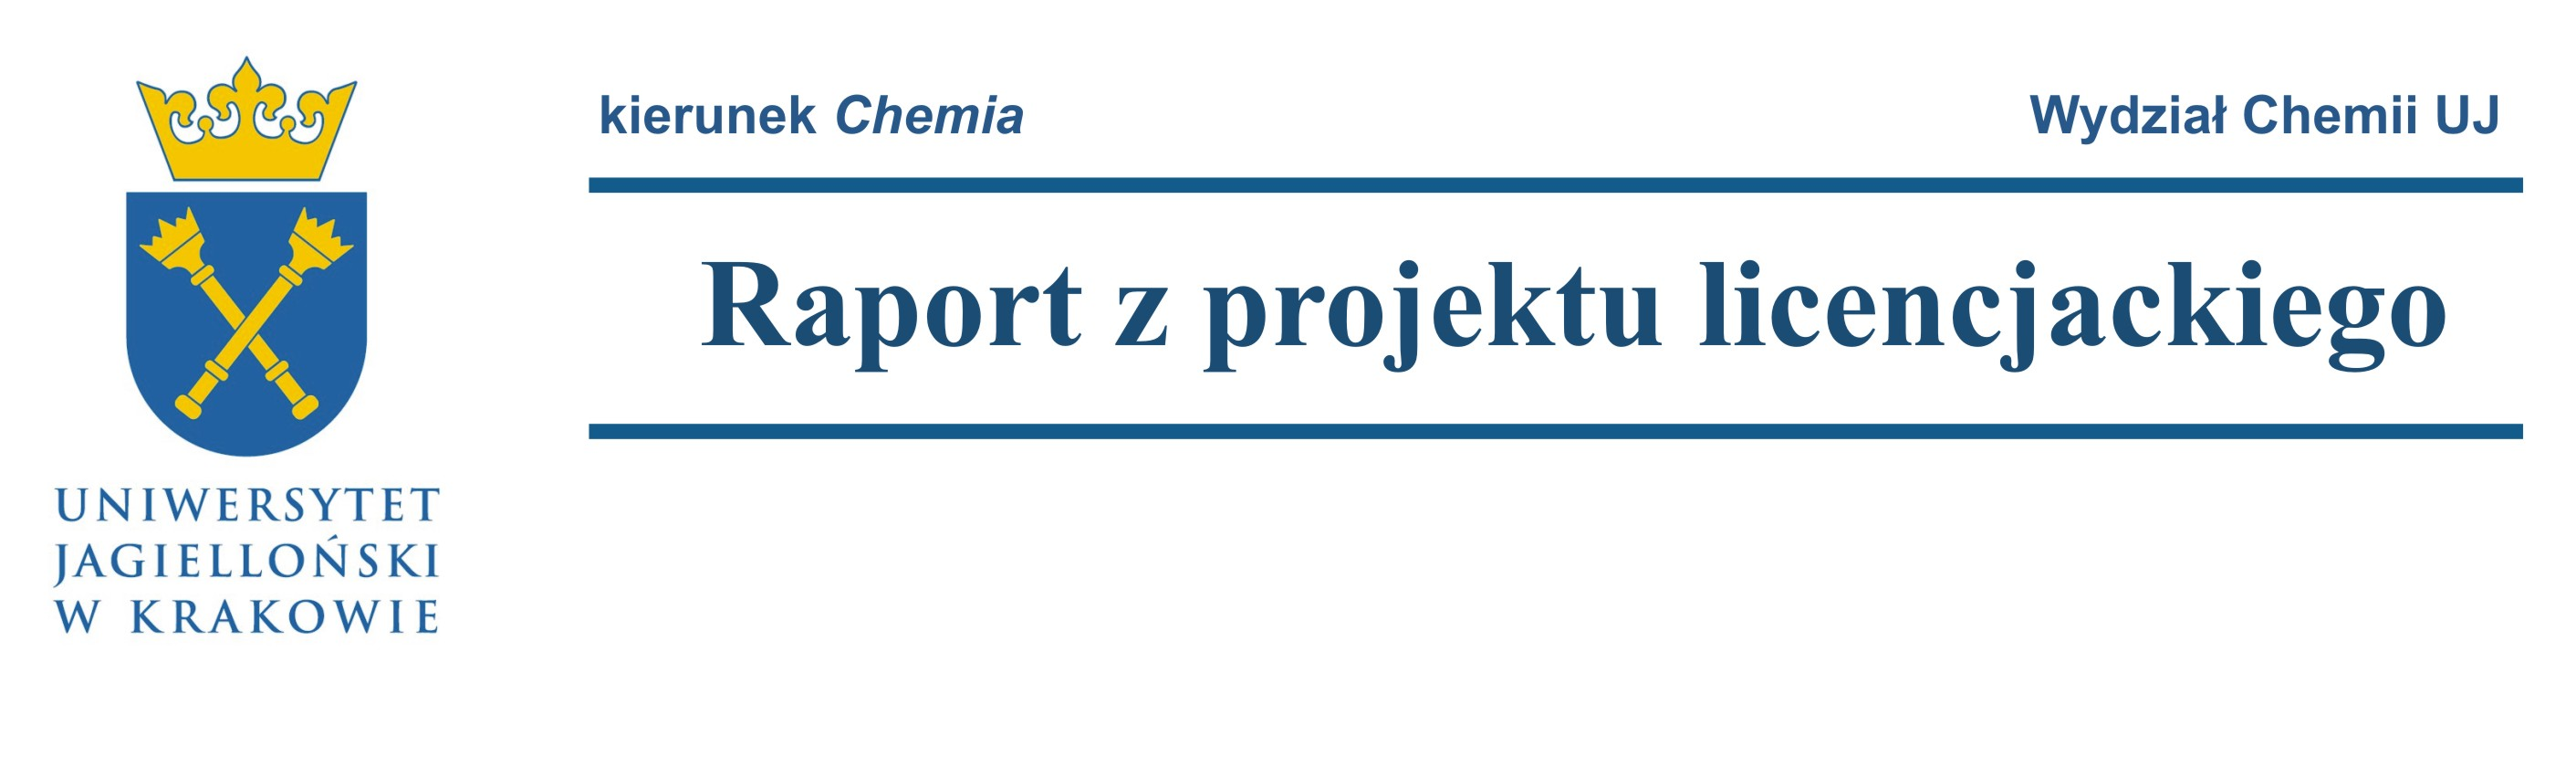 kierunek Chemia
Wydział Chemii UJ
Raport z projektu licencjackiego
UNIWERSYTET
JAGIELLOŃSKI
W KRAKOWIE